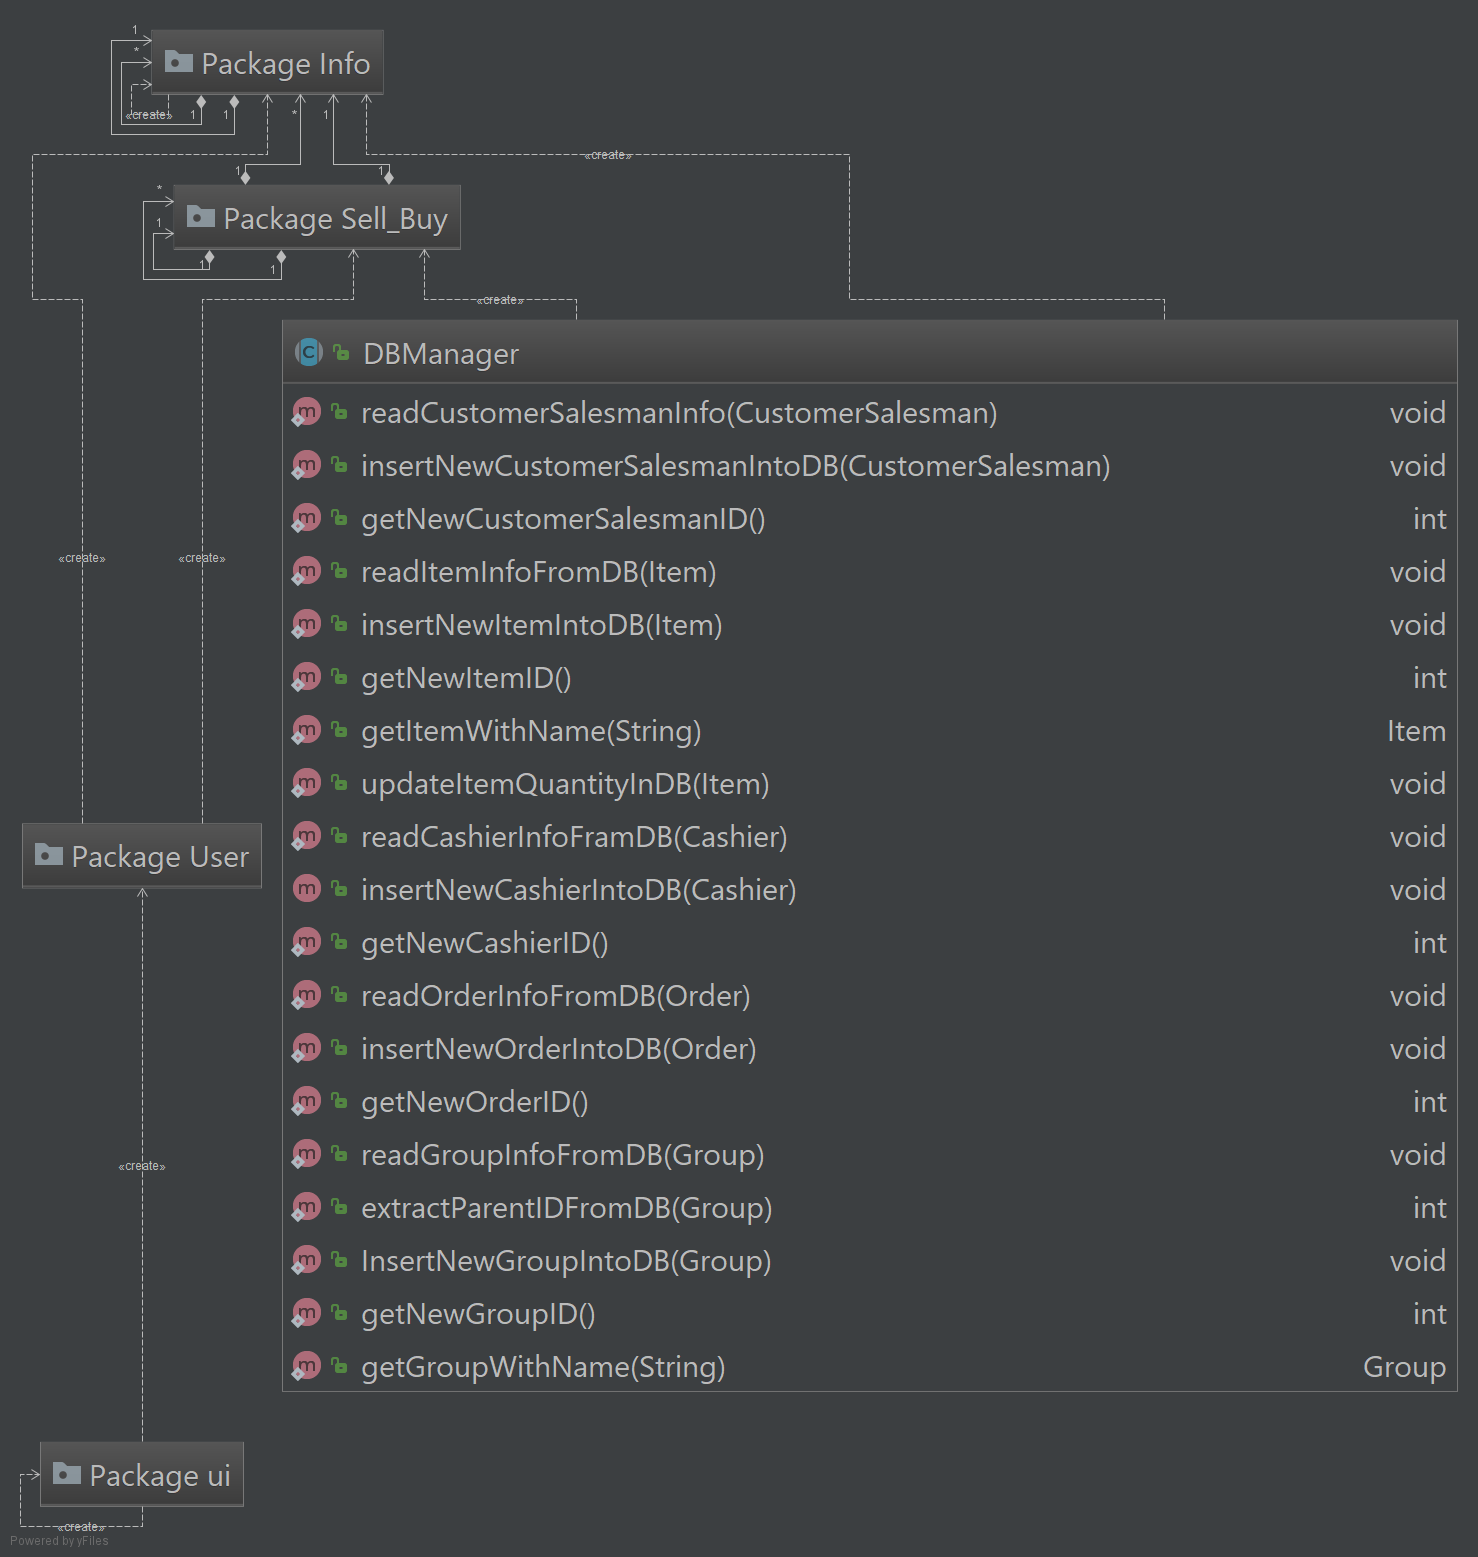 1
*
Package Info
«create»
1
1
*
1
«create»
1
1
*
Package Sell_Buy
1
1
1
«create»
DBManager
readCustomerSalesmanInfo(CustomerSalesman) void
insertNewCustomerSalesmanIntoDB(CustomerSalesman) void
getNewCustomerSalesmanID() int
«create»
«create»
readItemInfoFromDB(Item) void
insertNewItemIntoDB(Item) void
getNewItemID() int
getItemWithName(String) Item
updateItemQuantityInDB(Item) void
readCashierInfoFramDB(Cashier) void
Package User
insertNewCashierIntoDB(Cashier) void
getNewCashierID() int
readOrderInfoFromDB(Order) void
insertNewOrderIntoDB(Order) void
getNewOrderID() int
readGroupInfoFromDB(Group) void
«create»
extractParentIDFromDB(Group) int
InsertNewGroupIntoDB(Group) void
getNewGroupID() int
getGroupWithName(String) Group
Package ui
«create»
Powered by yFiles